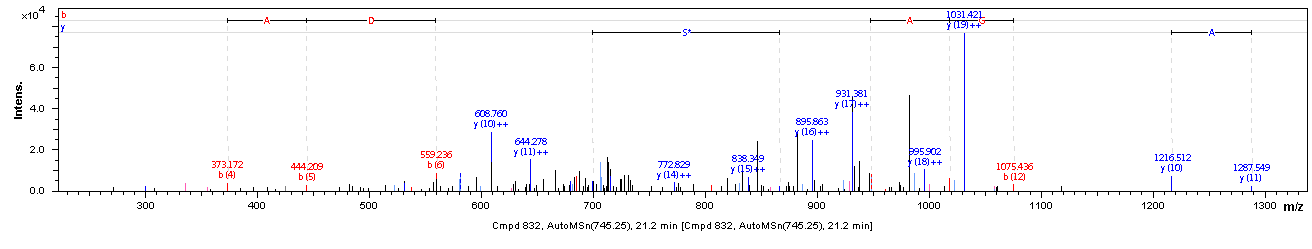 ×10⁴
b
y
A
D
S*
A
G
A
1031.421
y (19)++
931.381
y (17)++
608.760
y (10)++
895.863
y (16)++
644.278
y (11)++
559.236
b (6)
838.349
y (15)++
995.902
y (18)++
373.172
b (4)
444.209
b (5)
772.829
y (14)++
1075.436
b (12)
1216.512
y (10)
1287.549
y (11)
Intens.
6.0
4.0
2.0
0.0
300 400 500 600 700 800 900 1000 1100 1200 1300 m/z
Cmpd 832, AutoMSn(745.25), 21.2 min [Cmpd 832, AutoMSn(745.25), 21.2 min]